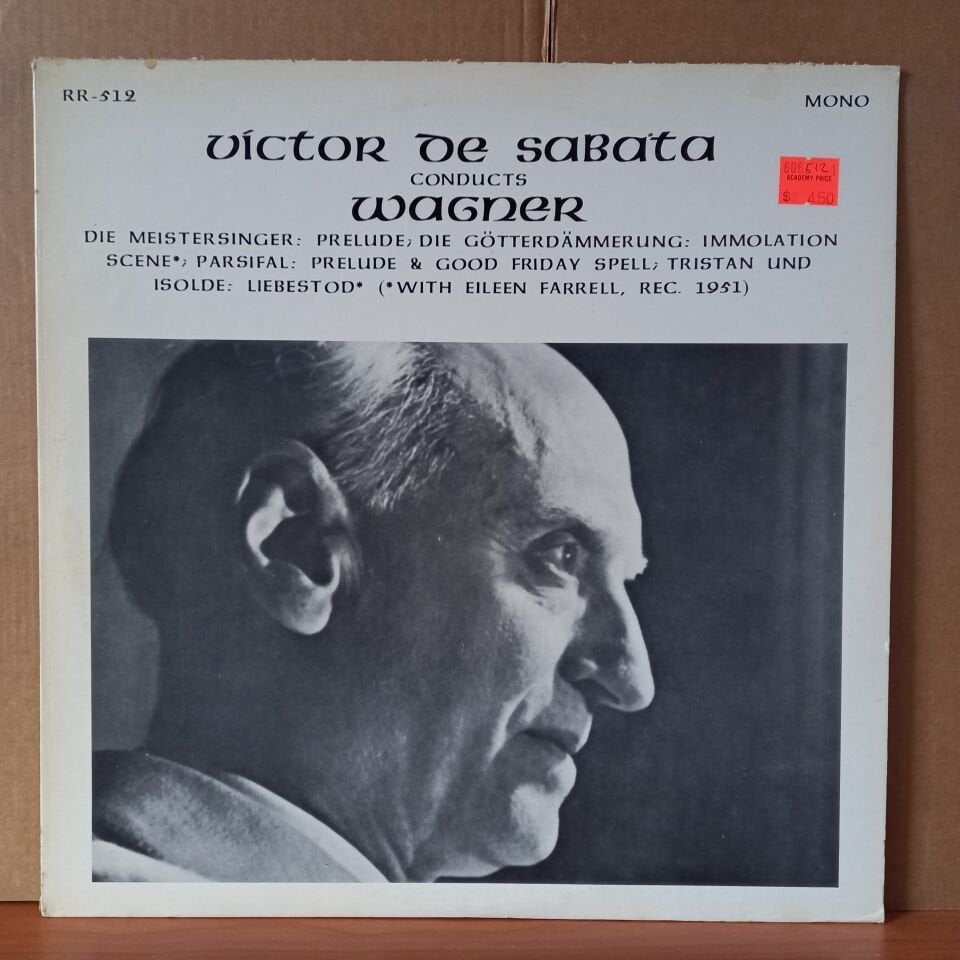 RR-512
MONO
Víctor de Sabata
CONDUCTS
Wagner
DIE MEISTERSINGER: PRELUDE; DIE GÖTTERDÄMMERUNG: IMMOLATION
SCENE*; PARSIFAL: PRELUDE & GOOD FRIDAY SPELL; TRISTAN UND
ISOLDE: LIEBESTOD* (*WITH EILEEN FARRELL, REC. 1951)
ACADEMY PRICE
$ 4.50